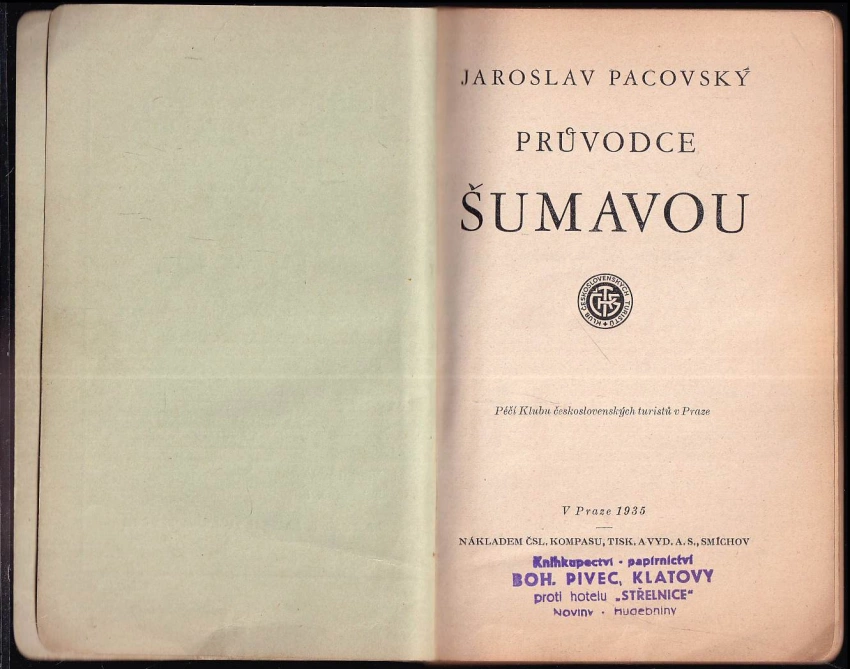 JAROSLAV PACOVSKÝ
PRŮVODCE
ŠUMAVOU
KLUB ČESKOSLOVENSKÝCH TURISTŮ
KČST
Péčí Klubu československých turistů v Praze
V Praze 1935
NÁKLADEM ČSL. KOMPASU, TISK. A VYD. A. S., SMÍCHOV
Knihkupectví - papírnictví
BOH. PIVEC, KLATOVY
proti hotelu „STŘELNICE"
Noviny - Hudebniny